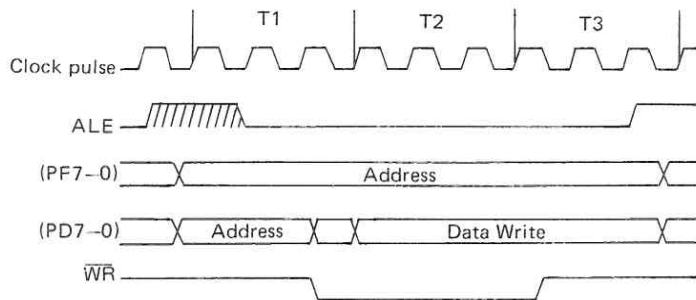 T1 T2 T3
Clock pulse
ALE
(PF7—0) Address
(PD7—0) Address Data Write
WR